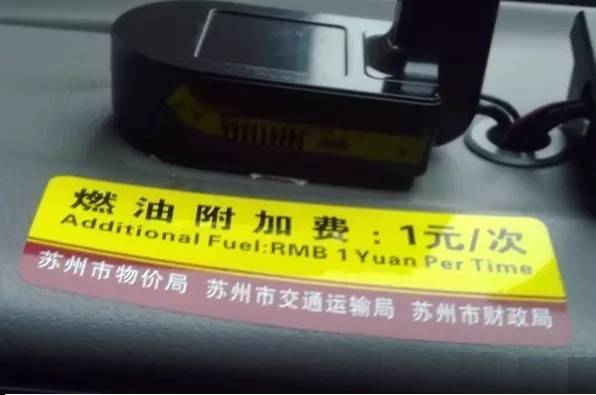 燃油附加费：1元/次
Additional Fuel:RMB 1 Yuan Per Time
苏州市物价局 苏州市交通运输局 苏州市财政局